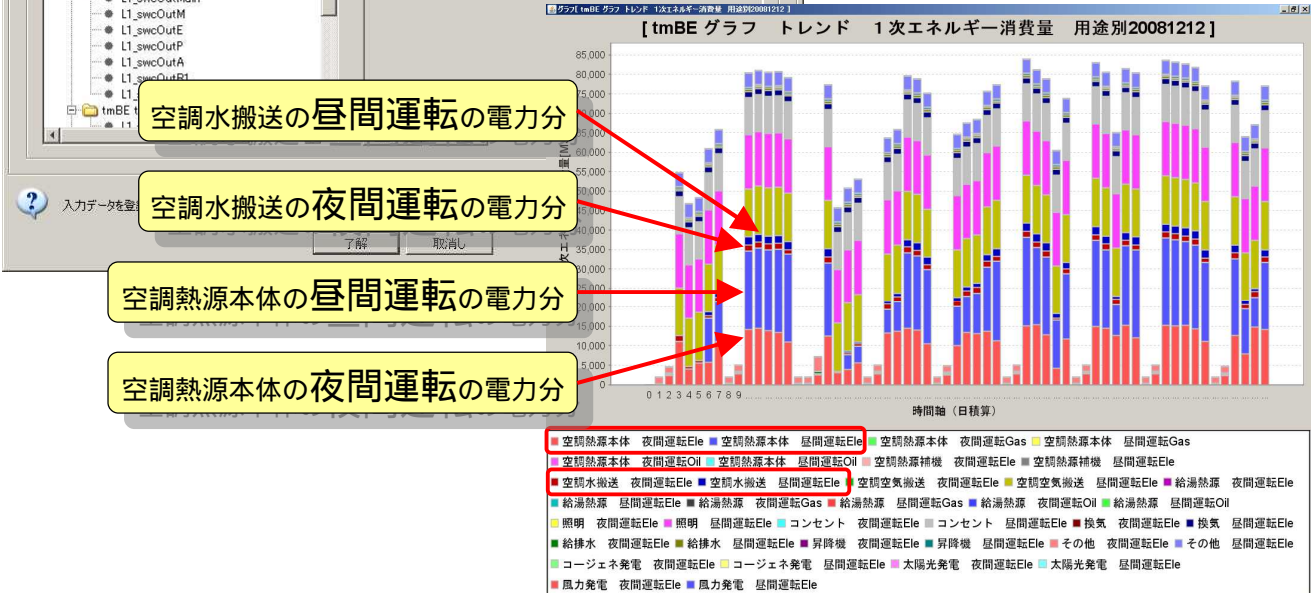 L1_swcOutM
L1_swcOutE
L1_swcOutP
L1_swcOutA
L1_swcOutR1
tmBE t
入力データを登録
了解 取消し
空調水搬送の昼間運転の電力分
空調水搬送の夜間運転の電力分
空調熱源本体の昼間運転の電力分
空調熱源本体の夜間運転の電力分
グラフ[ tmBE グラフ トレンド 1次エネルギー消費量 用途別20081212 ]
[ tmBE グラフ　トレンド　1次エネルギー消費量　用途別20081212 ]
85,000
80,000
75,000
60,000
55,000
35,000
30,000
15,000
10,000
5,000
0
0 1 2 3 4 5 6 7 8 9
時間軸（日積算）
空調熱源本体　夜間運転Ele 空調熱源本体　昼間運転Ele 空調熱源本体　夜間運転Gas 空調熱源本体　昼間運転Gas
空調熱源本体　夜間運転Oil 空調熱源本体　昼間運転Oil 空調熱源補機　夜間運転Ele 空調熱源補機　昼間運転Ele
空調水搬送　夜間運転Ele 空調水搬送　昼間運転Ele 空調空気搬送　夜間運転Ele 空調空気搬送　昼間運転Ele 給湯熱源　夜間運転Ele
給湯熱源　昼間運転Ele 給湯熱源　夜間運転Gas 給湯熱源　昼間運転Gas 給湯熱源　夜間運転Oil 給湯熱源　昼間運転Oil
照明　夜間運転Ele 照明　昼間運転Ele コンセント　夜間運転Ele コンセント　昼間運転Ele 換気　夜間運転Ele 換気　昼間運転Ele
給排水　夜間運転Ele 給排水　昼間運転Ele 昇降機　夜間運転Ele 昇降機　昼間運転Ele その他　夜間運転Ele その他　昼間運転Ele
コージェネ発電　夜間運転Ele コージェネ発電　昼間運転Ele 太陽光発電　夜間運転Ele 太陽光発電　昼間運転Ele
風力発電　夜間運転Ele 風力発電　昼間運転Ele